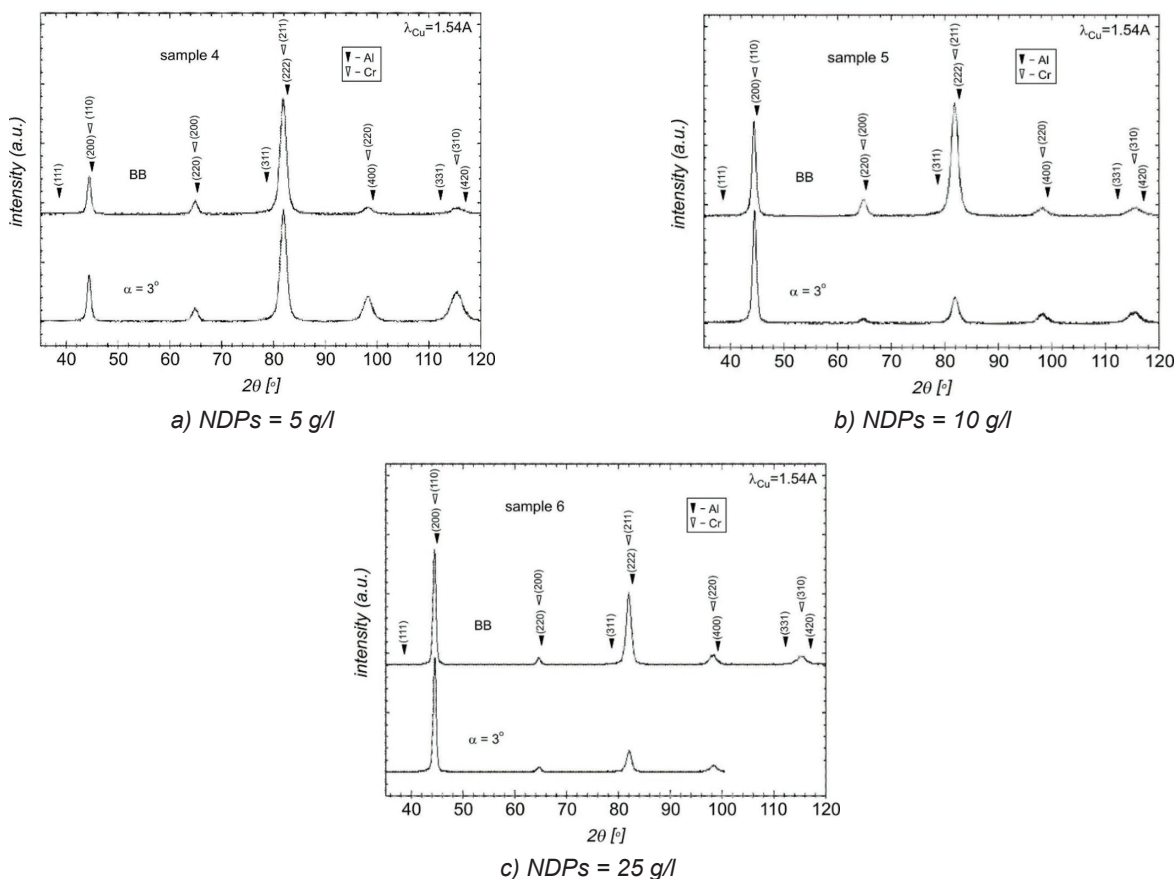 λCu=1.54A
sample 4
▼ – Al
▽ – Cr
(111)
(200)
(110)
(220)
(200)
(311)
(222)
(211)
(400)
(220)
(331)
(310)
(420)
BB
α = 3°
intensity (a.u.)
40 50 60 70 80 90 100 110 120
2θ [°]
a) NDPs = 5 g/l
λCu=1.54A
sample 5
▼ – Al
▽ – Cr
(111)
(200)
(110)
(220)
(200)
(311)
(222)
(211)
(400)
(220)
(331)
(310)
(420)
BB
α = 3°
intensity (a.u.)
40 50 60 70 80 90 100 110 120
2θ [°]
b) NDPs = 10 g/l
λCu=1.54A
sample 6
▼ – Al
▽ – Cr
(111)
(200)
(110)
(220)
(200)
(311)
(222)
(211)
(400)
(220)
(331)
(310)
(420)
BB
α = 3°
intensity (a.u.)
40 50 60 70 80 90 100 110 120
2θ [°]
c) NDPs = 25 g/l